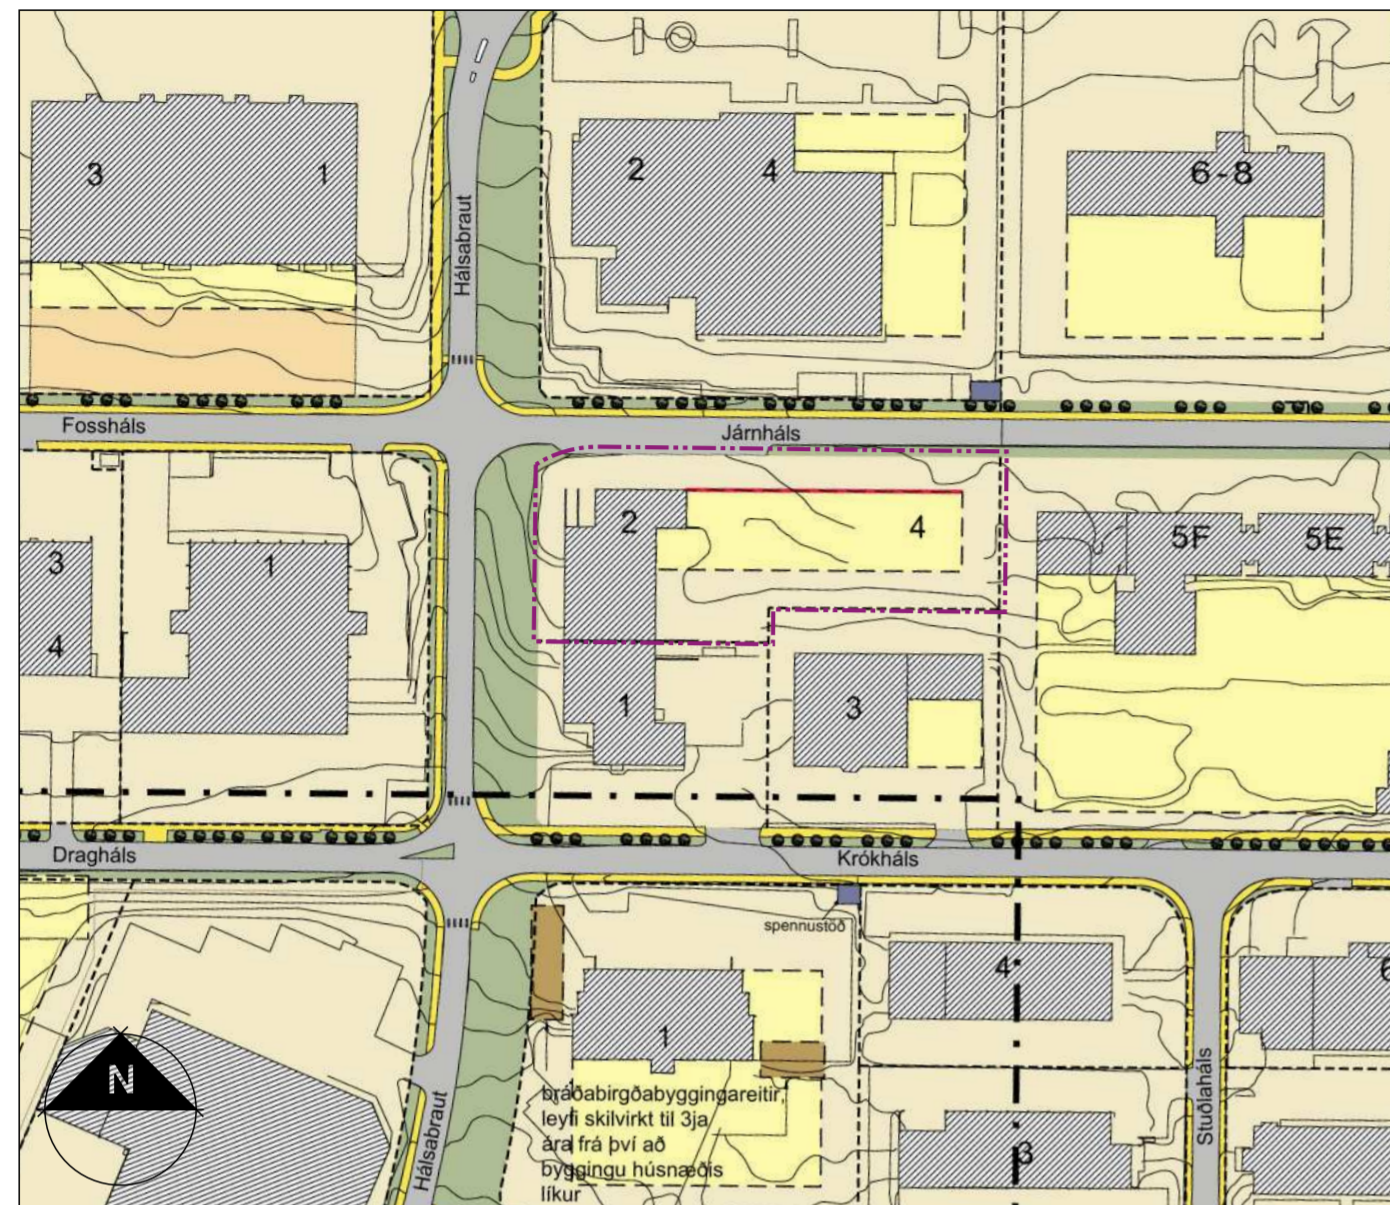 3
1
2
4
6-8
Hálsabraut
Fossháls
Járnháls
2
4
5F
5E
3
4
1
1
3
Dragháls
Krókháls
spennustöð
4
6
1
N
Hálsabraut
Stuðlaháls
bráðabirgðabyggingareitir,
leyfi skilvirkt til 3ja
ára frá því að
byggingu húsnæðis
líkur
3